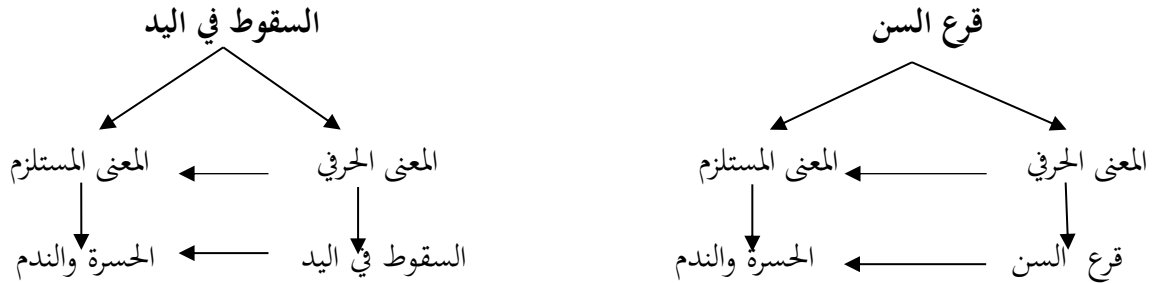 قرع السن
المعنى الحرفي
المعنى المستلزم
قرع السن
الحسرة والندم
السقوط في اليد
المعنى الحرفي
المعنى المستلزم
السقوط في اليد
الحسرة والندم